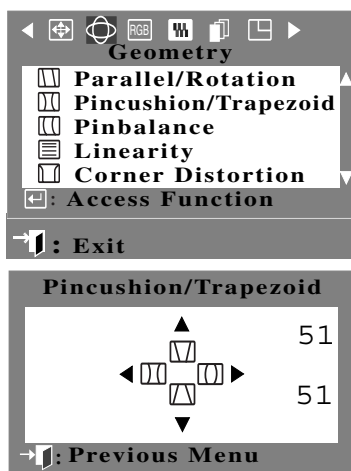 RGB
Geometry
Parallel/Rotation
Pincushion/Trapezoid
Pinbalance
Linearity
Corner Distortion
: Access Function
: Exit
Pincushion/Trapezoid
51
51
: Previous Menu